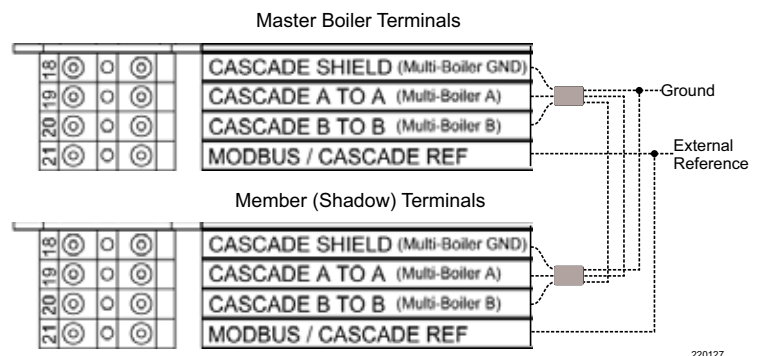 Master Boiler Terminals
18 CASCADE SHIELD (Multi-Boiler GND)
19 CASCADE A TO A (Multi-Boiler A)
20 CASCADE B TO B (Multi-Boiler B)
21 MODBUS / CASCADE REF
Ground
External
Reference
Member (Shadow) Terminals
18 CASCADE SHIELD (Multi-Boiler GND)
19 CASCADE A TO A (Multi-Boiler A)
20 CASCADE B TO B (Multi-Boiler B)
21 MODBUS / CASCADE REF
220127